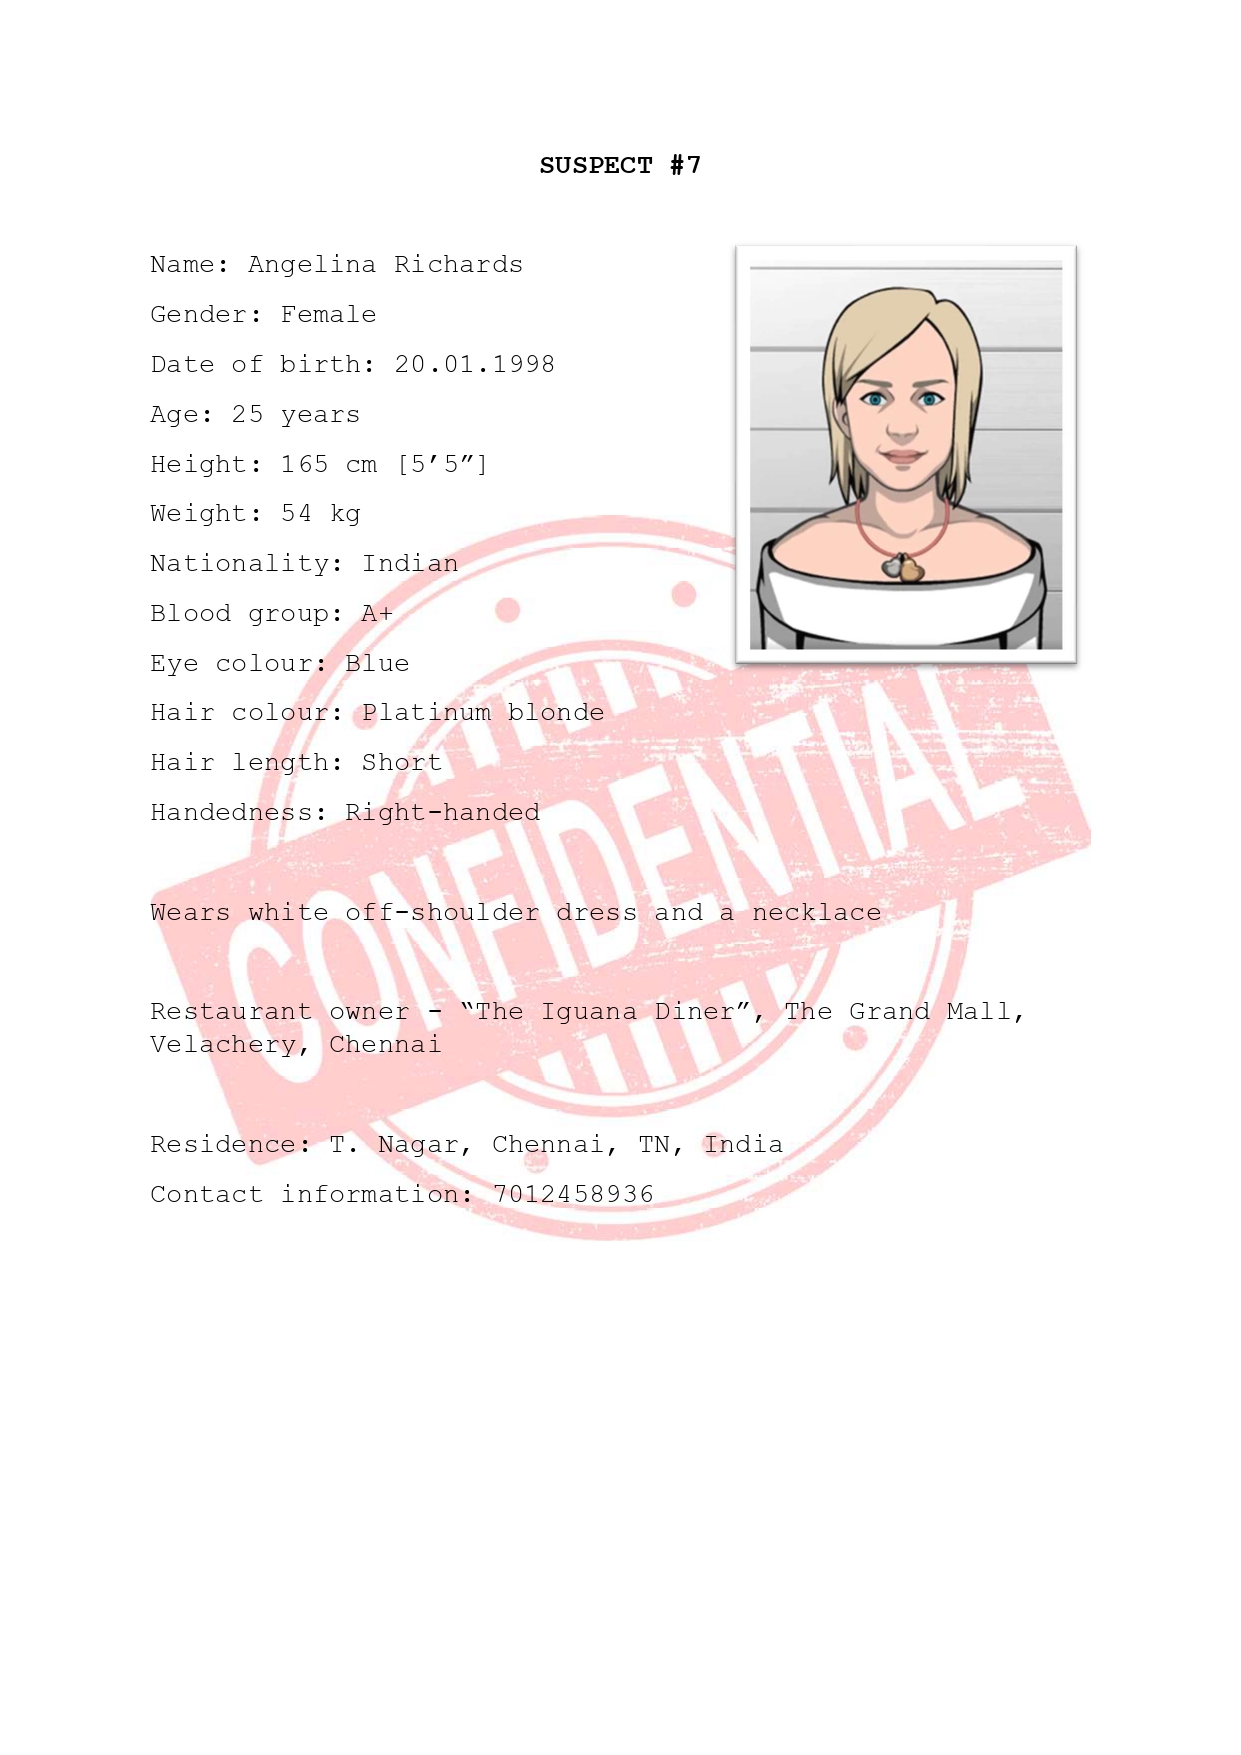 SUSPECT #7
Name: Angelina Richards
Gender: Female
Date of birth: 20.01.1998
Age: 25 years
Height: 165 cm [5’5”]
Weight: 54 kg
Nationality: Indian
Blood group: A+
Eye colour: Blue
Hair colour: Platinum blonde
Hair length: Short
Handedness: Right-handed
CONFIDENTIAL
Wears white off-shoulder dress and a necklace
Restaurant owner - “The Iguana Diner”, The Grand Mall,
Velachery, Chennai
Residence: T. Nagar, Chennai, TN, India
Contact information: 7012458936